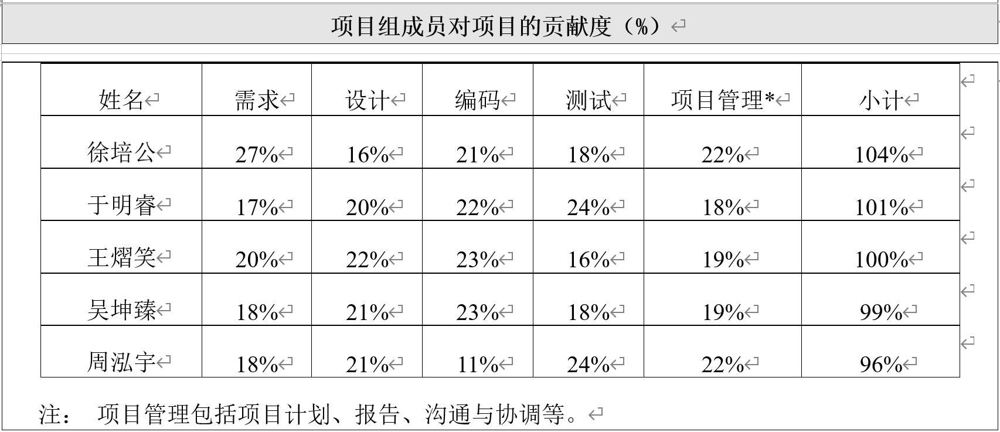 项目组成员对项目的贡献度（%）
姓名 需求 设计 编码 测试 项目管理* 小计
徐培公 27% 16% 21% 18% 22% 104%
于明睿 17% 20% 22% 24% 18% 101%
王熠笑 20% 22% 23% 16% 19% 100%
吴坤臻 18% 21% 23% 18% 19% 99%
周泓宇 18% 21% 11% 24% 22% 96%
注： 项目管理包括项目计划、报告、沟通与协调等。